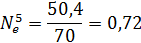 N_e^5 = 50,4/70 = 0,72